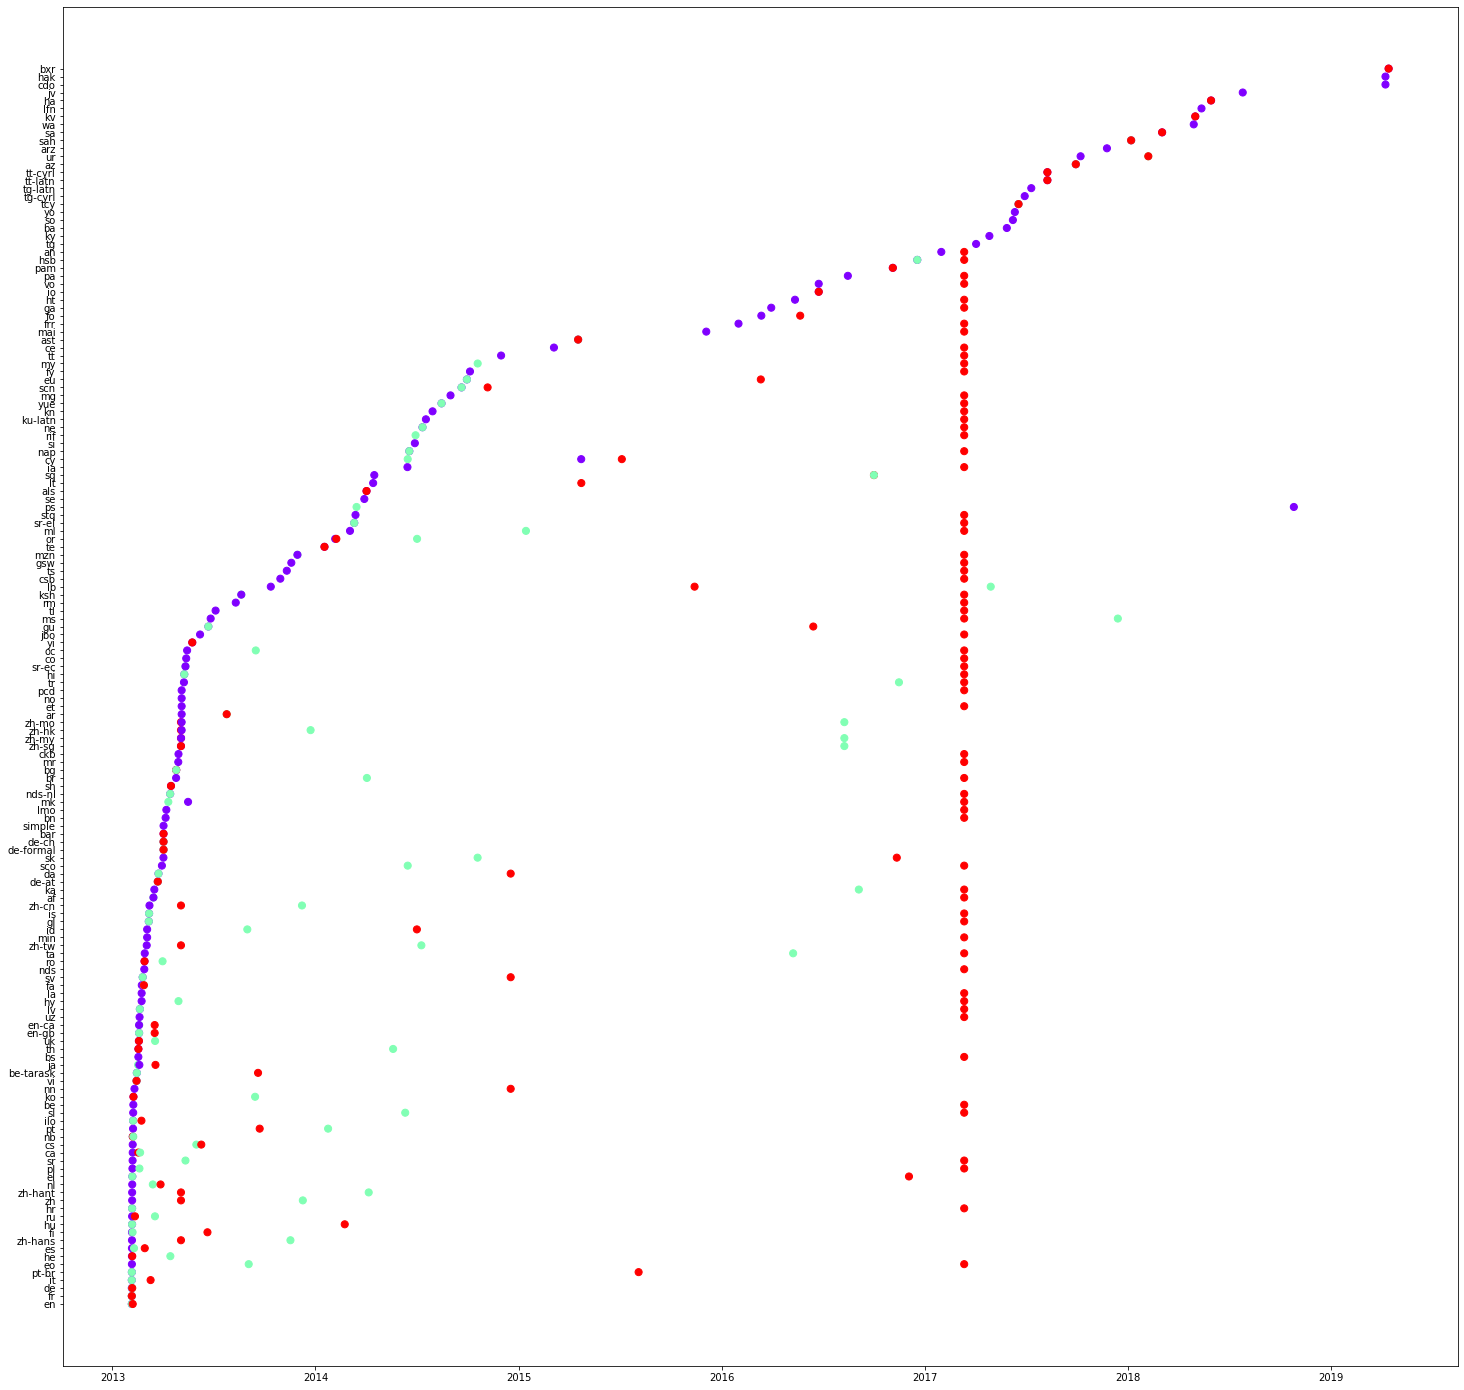 bxr
hak
cdo
jv
ha
lfn
kv
wa
sa
sah
arz
ur
az
tt-cyrl
tt-latn
tg-latn
tg-cyrl
tcy
yo
so
ba
ky
tg
an
hsb
pam
pa
vo
io
ht
ga
fo
frr
mai
ast
ce
tt
my
fy
eu
scn
mg
yue
kn
ku-latn
ne
si
nap
cy
ia
sq
lt
als
se
ps
stq
sr-el
ml
or
te
mzn
gsw
ts
csb
lb
ksh
rm
tl
ms
gu
jbo
yi
oc
co
sr-ec
hi
tr
pcd
no
et
ar
zh-mo
zh-hk
zh-my
zh-sg
ckb
mr
bg
br
sh
nds-nl
mk
lmo
bn
simple
bar
de-ch
de-formal
sk
sco
da
de-at
ka
af
zh-cn
is
gl
id
min
zh-tw
ta
ro
nds
sv
fa
la
hy
lv
uz
en-ca
en-gb
uk
th
bs
ja
be-tarask
vi
nn
ko
be
sl
ilo
pt
nb
cs
ca
sr
pl
el
nl
zh-hant
zh
hr
ru
hu
fi
zh-hans
es
he
eo
pt-br
it
de
fr
en
2013 2014 2015 2016 2017 2018 2019